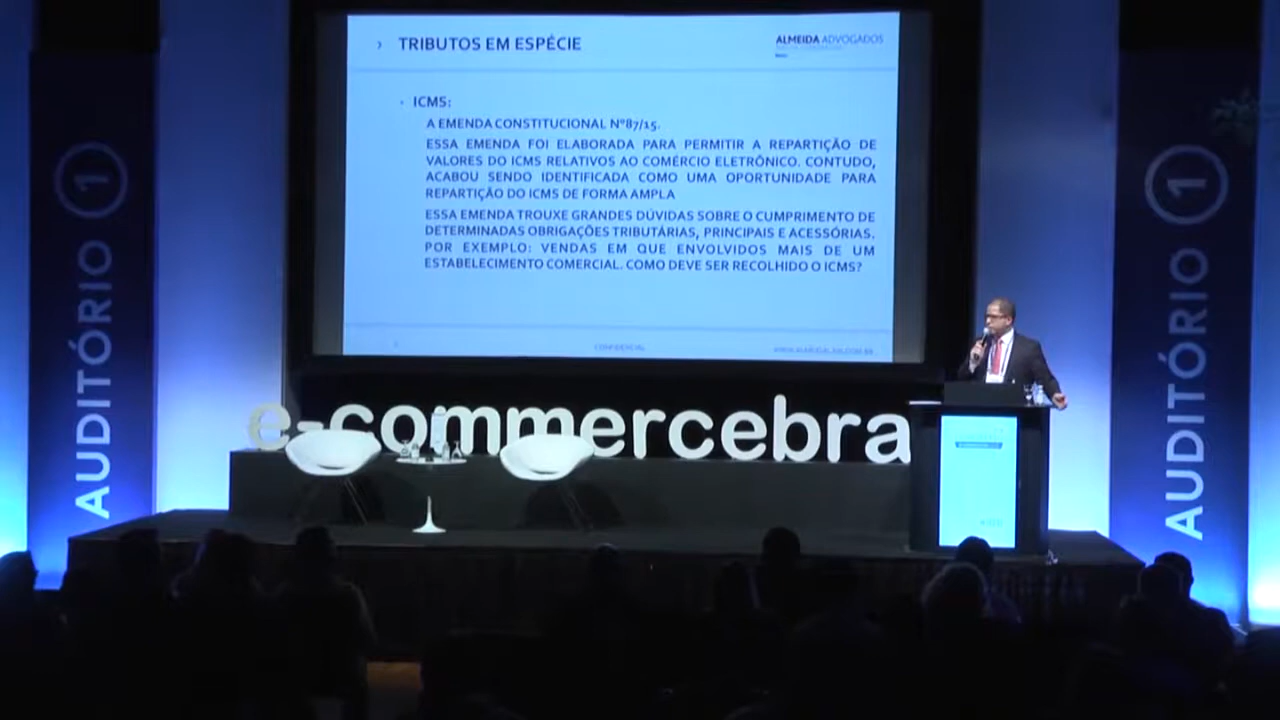 TRIBUTOS EM ESPÉCIE
ALMEIDA ADVOGADOS
ICMS:
A EMENDA CONSTITUCIONAL Nº87/15.
ESSA EMENDA FOI ELABORADA PARA PERMITIR A REPARTIÇÃO DE
VALORES DO ICMS RELATIVOS AO COMÉRCIO ELETRÔNICO. CONTUDO,
ACABOU SENDO IDENTIFICADA COMO UMA OPORTUNIDADE PARA
REPARTIÇÃO DO ICMS DE FORMA AMPLA
ESSA EMENDA TROUXE GRANDES DÚVIDAS SOBRE O CUMPRIMENTO DE
DETERMINADAS OBRIGAÇÕES TRIBUTÁRIAS, PRINCIPAIS E ACESSÓRIAS.
POR EXEMPLO: VENDAS EM QUE ENVOLVIDOS MAIS DE UM
ESTABELECIMENTO COMERCIAL. COMO DEVE SER RECOLHIDO O ICMS?
CONFIDENCIAL
AUDITÓRIO 1
e-commercebra
AUDITÓRIO 1